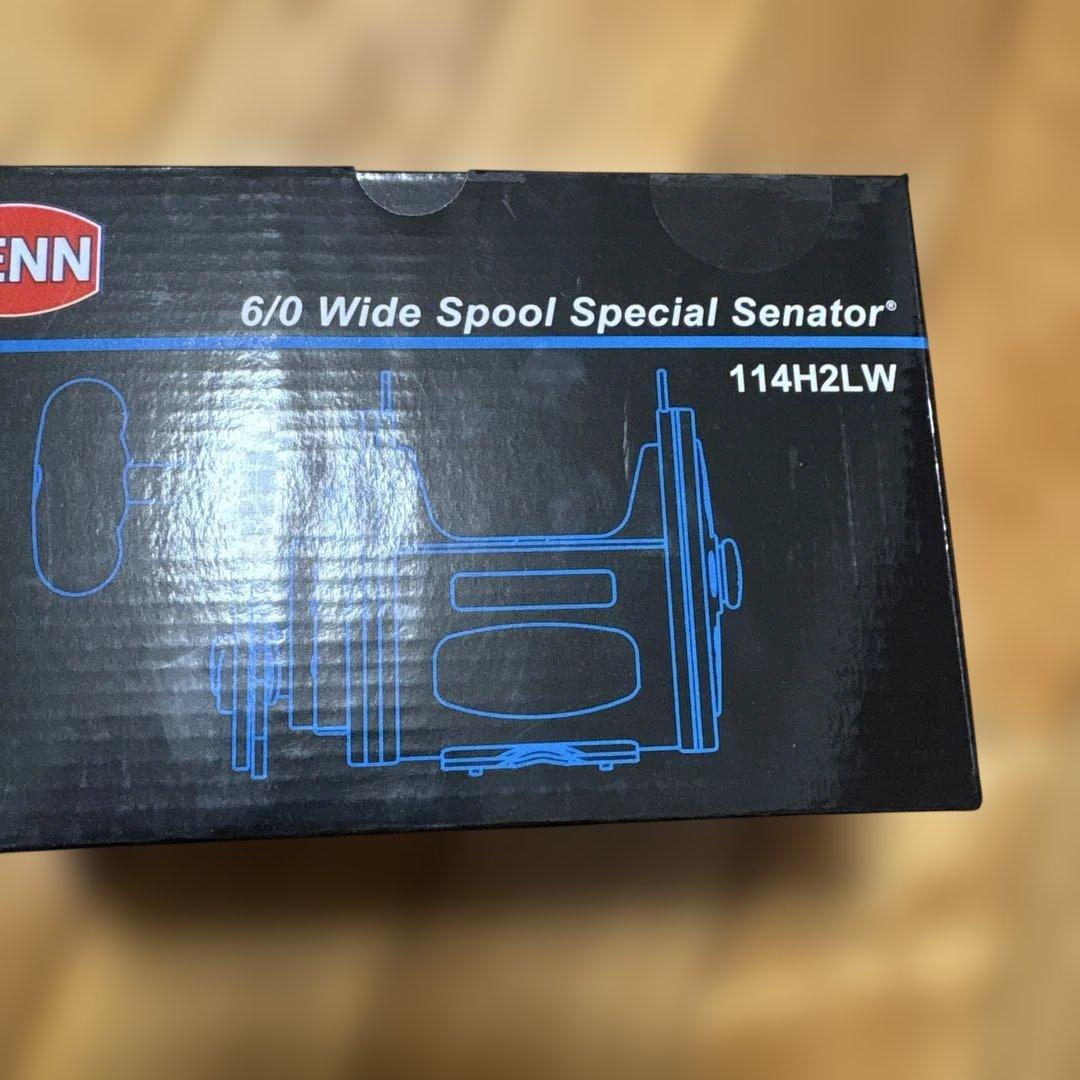 ENN
6/0 Wide Spool Special Senator®
114H2LW